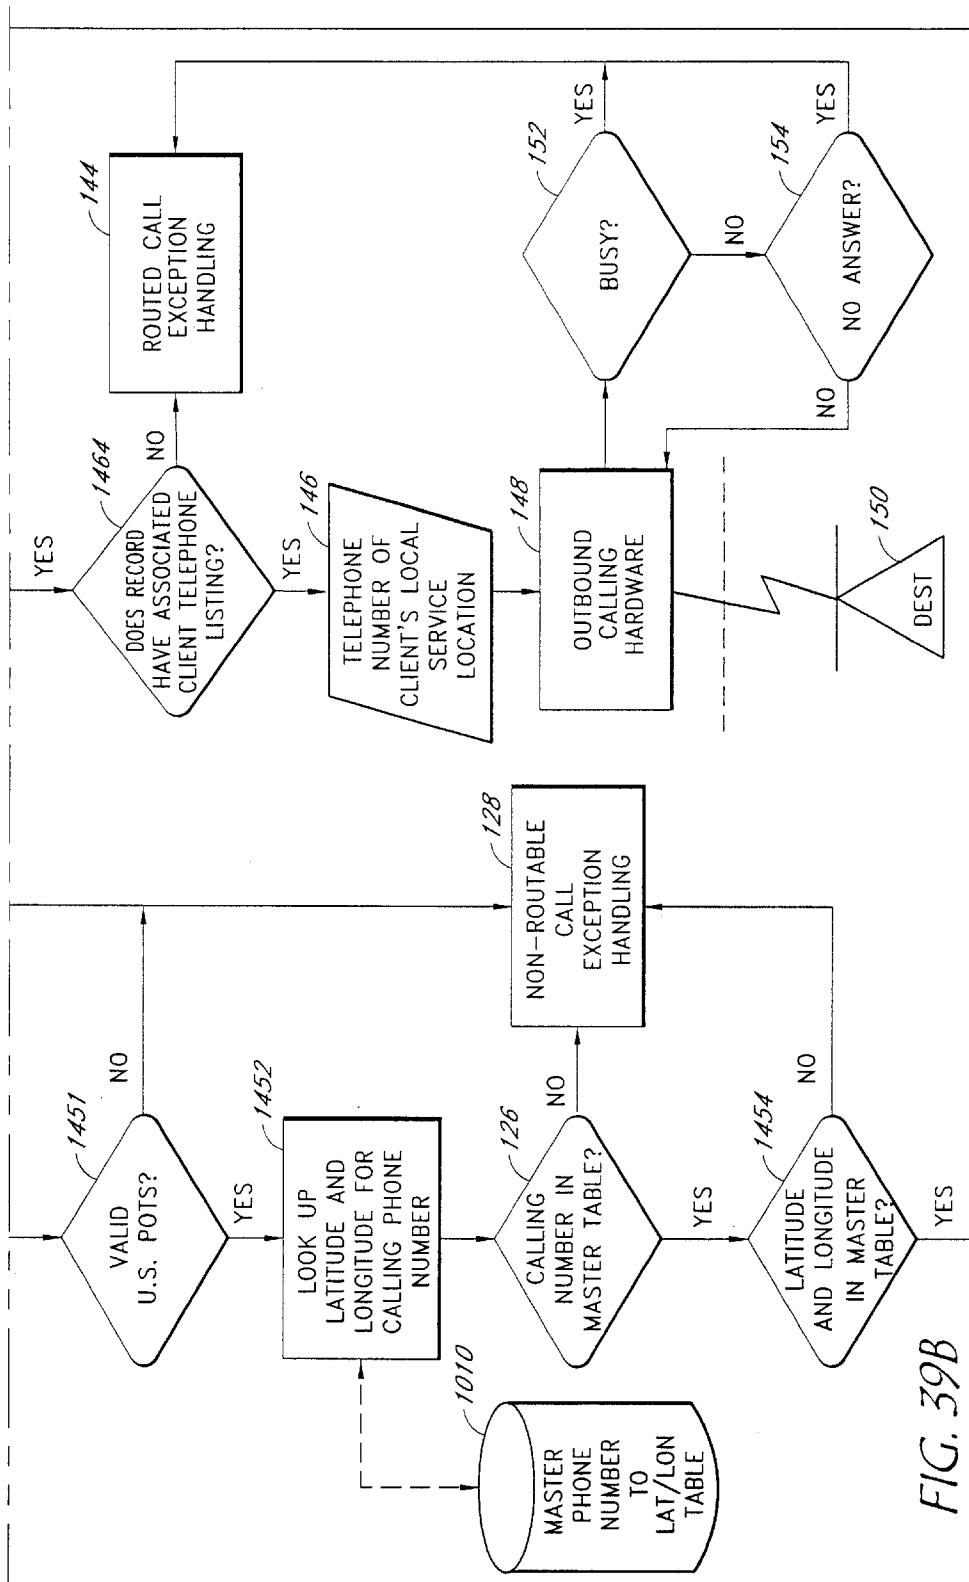 VALID
U.S. POTS?
1451
NO
YES
LOOK UP
LATITUDE AND
LONGITUDE FOR
CALLING PHONE
NUMBER
1452
MASTER
PHONE
NUMBER
TO
LAT/LON
TABLE
1010
CALLING
NUMBER IN
MASTER TABLE?
126
NO
YES
NON-ROUTABLE
CALL
EXCEPTION
HANDLING
128
LATITUDE
AND LONGITUDE
IN MASTER
TABLE?
1454
NO
YES
YES
DOES RECORD
HAVE ASSOCIATED
CLIENT TELEPHONE
LISTING?
1464
NO
YES
ROUTED CALL
EXCEPTION
HANDLING
144
TELEPHONE
NUMBER OF
CLIENT'S LOCAL
SERVICE
LOCATION
146
OUTBOUND
CALLING
HARDWARE
148
BUSY?
152
YES
NO
NO ANSWER?
154
YES
NO
DEST
150
FIG. 39B